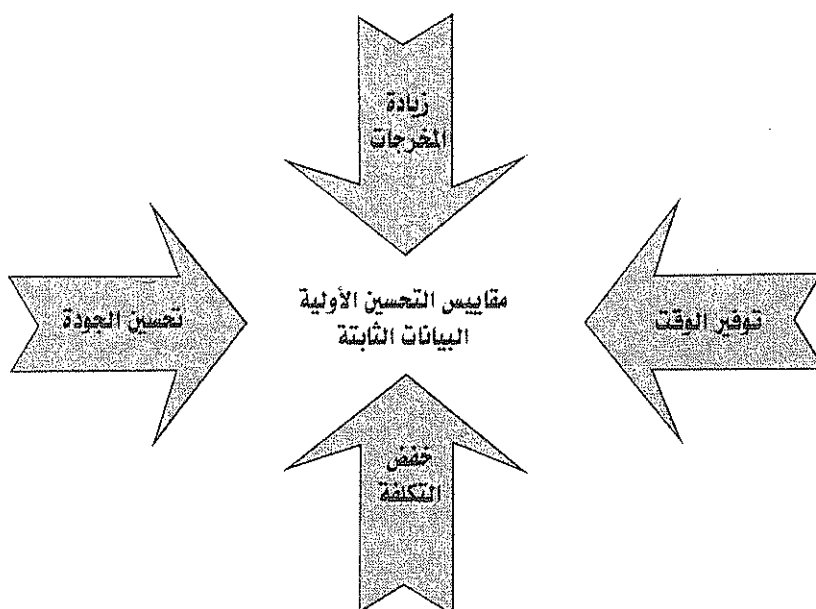 زيادة
المخرجات
مقاييس التحسين الأولية
البيانات الثابتة
توفير الوقت
تحسين الجودة
خفض
التكلفة